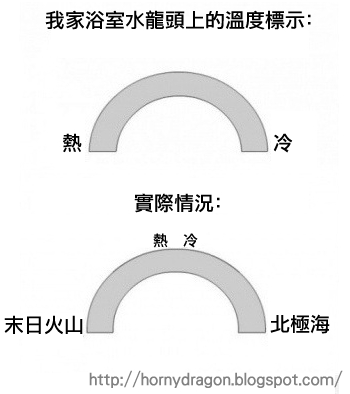 我家浴室水龍頭上的溫度標示:
熱 冷
實際情況:
熱 冷
末日火山 北極海
http://hornydragon.blogspot.com/